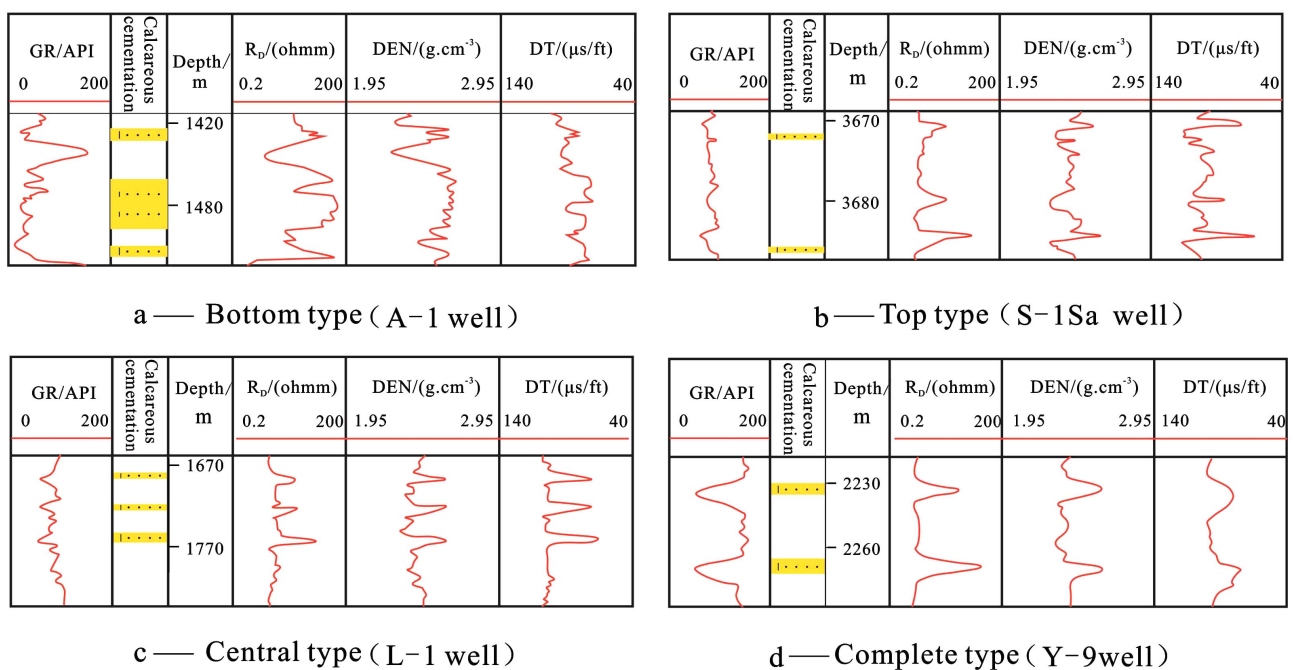 GR/API
0 200
Calcareous
cementation
Depth/
m
R_D/(ohmm)
0.2 200
DEN/(g.cm⁻³)
1.95 2.95
DT/(μs/ft)
140 40
1420
1480
a — Bottom type (A-1 well)
GR/API
0 200
Calcareous
cementation
Depth/
m
R_D/(ohmm)
0.2 200
DEN/(g.cm⁻³)
1.95 2.95
DT/(μs/ft)
140 40
3670
3680
b — Top type (S-1Sa well)
GR/API
0 200
Calcareous
cementation
Depth/
m
R_D/(ohmm)
0.2 200
DEN/(g.cm⁻³)
1.95 2.95
DT/(μs/ft)
140 40
1670
1770
c — Central type (L-1 well)
GR/API
0 200
Calcareous
cementation
Depth/
m
R_D/(ohmm)
0.2 200
DEN/(g.cm⁻³)
1.95 2.95
DT/(μs/ft)
140 40
2230
2260
d — Complete type (Y-9well)